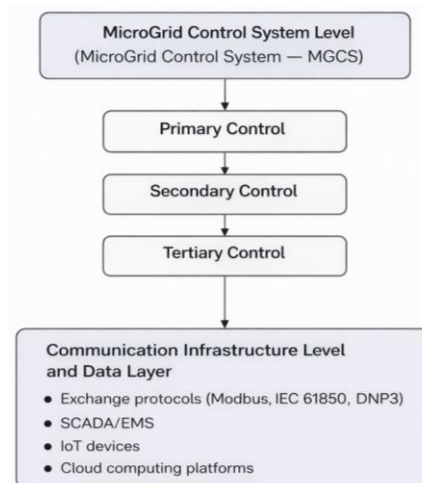 MicroGrid Control System Level
(MicroGrid Control System — MGCS)
Primary Control
Secondary Control
Tertiary Control
Communication Infrastructure Level
and Data Layer
● Exchange protocols (Modbus, IEC 61850, DNP3)
● SCADA/EMS
● IoT devices
● Cloud computing platforms